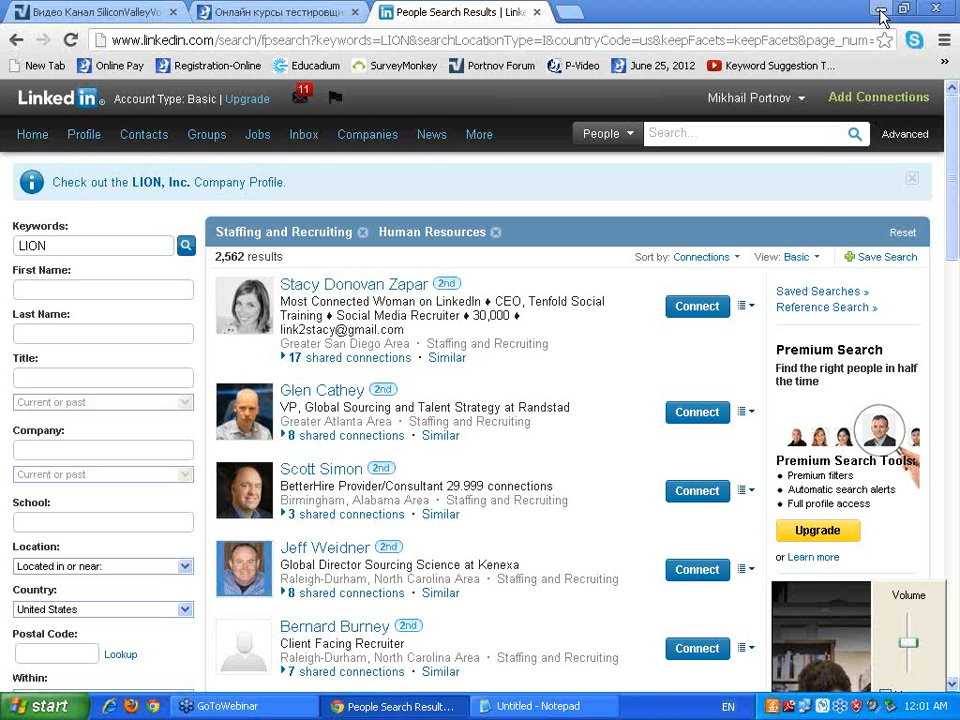 Видео Канал SiliconValleyVo
Онлайн курсы тестировщи
People Search Results | Linke
www.linkedin.com/search/fpsearch?keywords=LION&searchLocationType=I&countryCode=us&keepFacets=keepFacets&page_num=
New Tab
Online Pay
Registration-Online
Educadium
SurveyMonkey
Portnov Forum
P-Video
June 25, 2012
Keyword Suggestion T...
»
Linked in® Account Type: Basic | Upgrade 11
Mikhail Portnov
Add Connections
Home Profile Contacts Groups Jobs Inbox Companies News More
People Search... Advanced
Check out the LION, Inc. Company Profile.
Keywords:
LION
First Name:
Last Name:
Title:
Current or past
Company:
Current or past
School:
Location:
Located in or near:
Country:
United States
Postal Code:
Lookup
Within:
Staffing and Recruiting Human Resources Reset
2,562 results Sort by: Connections View: Basic Save Search
Stacy Donovan Zapar 2nd
Most Connected Woman on LinkedIn ♦ CEO, Tenfold Social
Training ♦ Social Media Recruiter ♦ 30,000 ♦
link2stacy@gmail.com
Greater San Diego Area · Staffing and Recruiting
17 shared connections • Similar
Connect
Glen Cathey 2nd
VP, Global Sourcing and Talent Strategy at Randstad
Greater Atlanta Area · Staffing and Recruiting
8 shared connections • Similar
Connect
Scott Simon 2nd
BetterHire Provider/Consultant 29.999 connections
Birmingham, Alabama Area · Staffing and Recruiting
3 shared connections • Similar
Connect
Jeff Weidner 2nd
Global Director Sourcing Science at Kenexa
Raleigh-Durham, North Carolina Area · Staffing and Recruiting
8 shared connections • Similar
Connect
Bernard Burney 2nd
Client Facing Recruiter
Raleigh-Durham, North Carolina Area · Staffing and Recruiting
7 shared connections • Similar
Connect
Saved Searches »
Reference Search »
Premium Search
Find the right people in half
the time
Premium Search Tools:
• Premium filters
• Automatic search alerts
• Full profile access
Upgrade
or Learn more
Volume
start
GoToWebinar
People Search Result...
Untitled - Notepad
EN
12:01 AM